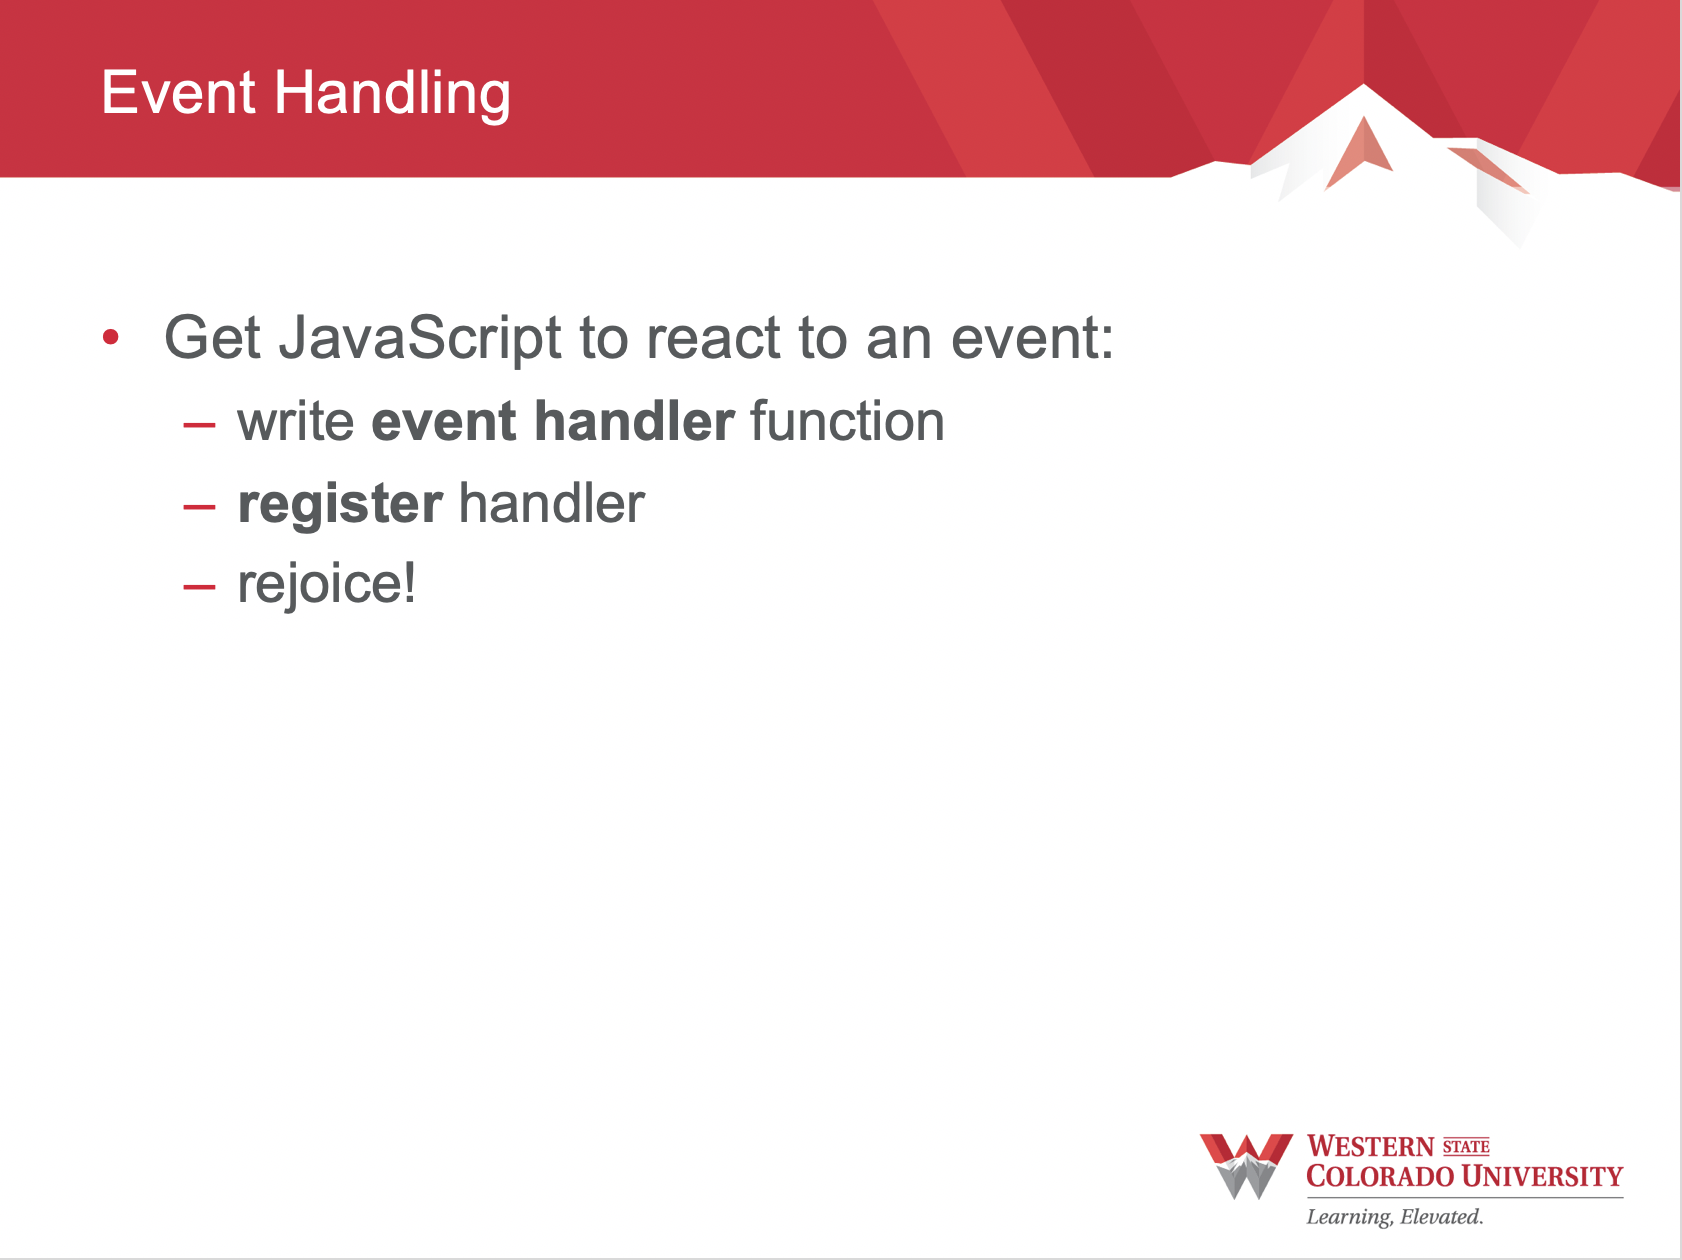 Event Handling
• Get JavaScript to react to an event:
– write event handler function
– register handler
– rejoice!
WESTERN STATE
COLORADO UNIVERSITY
Learning, Elevated.